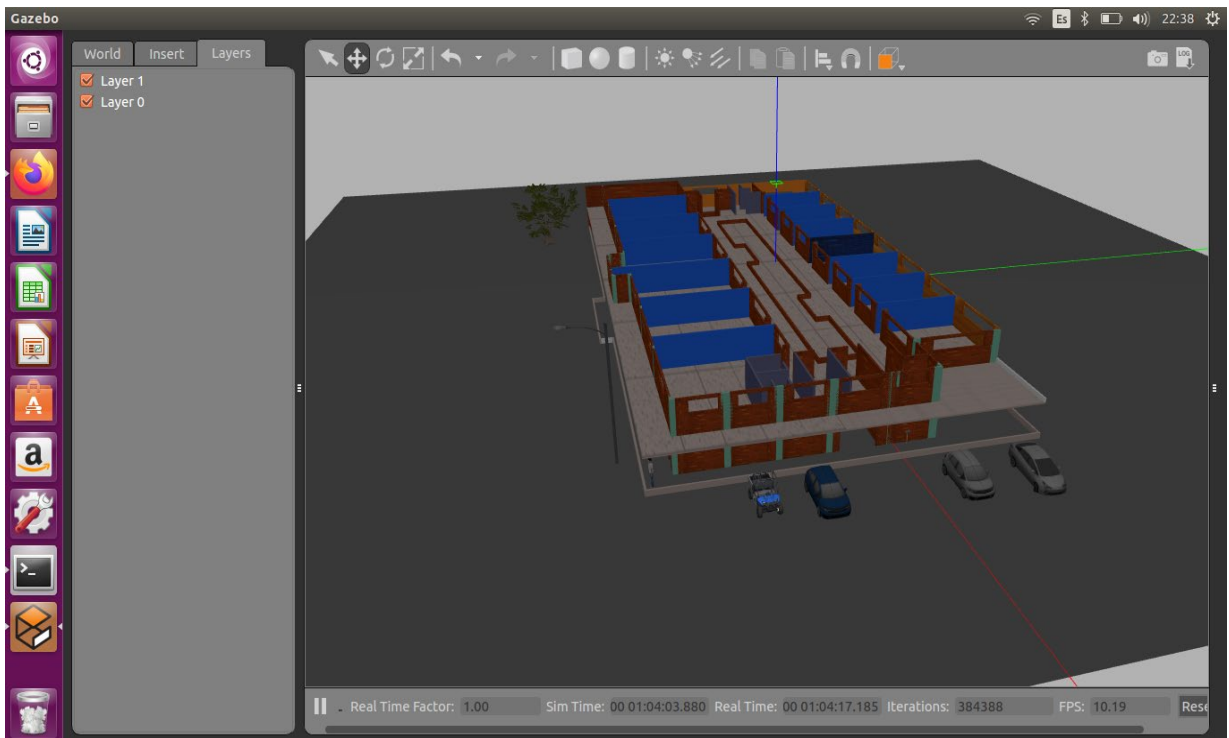 Gazebo
Es
22:38
World Insert Layers
LOG
Layer 1
Layer 0
A
a
>_
Real Time Factor: 1.00 Sim Time: 00 01:04:03.880 Real Time: 00 01:04:17.185 Iterations: 384388 FPS: 10.19 Rese